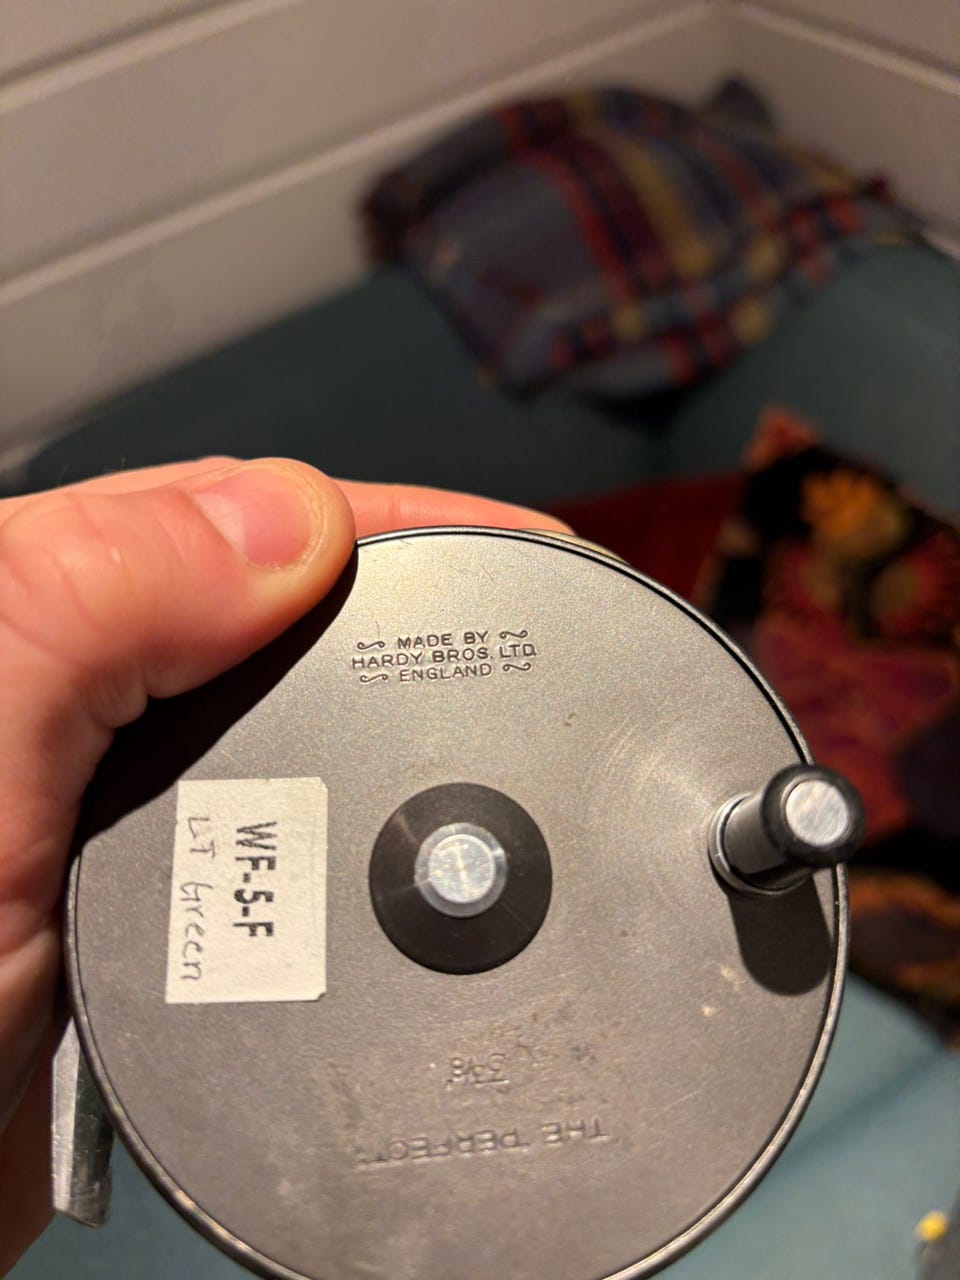 MADE BY
HARDY BROS. LTD.
ENGLAND
WF-5-F
LT Green
3⅜"
THE "PERFECT"